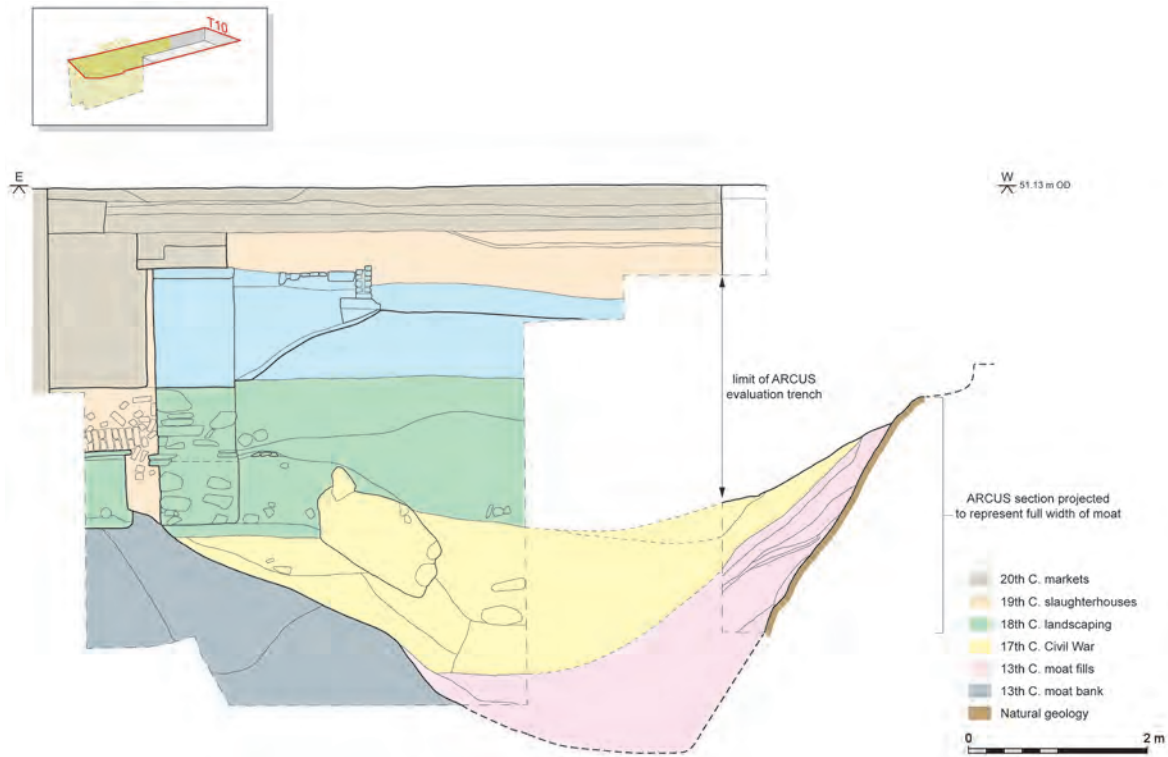 T10
E
W
51.13 m OD
limit of ARCUS
evaluation trench
ARCUS section projected
to represent full width of moat
20th C. markets
19th C. slaughterhouses
18th C. landscaping
17th C. Civil War
13th C. moat fills
13th C. moat bank
Natural geology
0
2 m